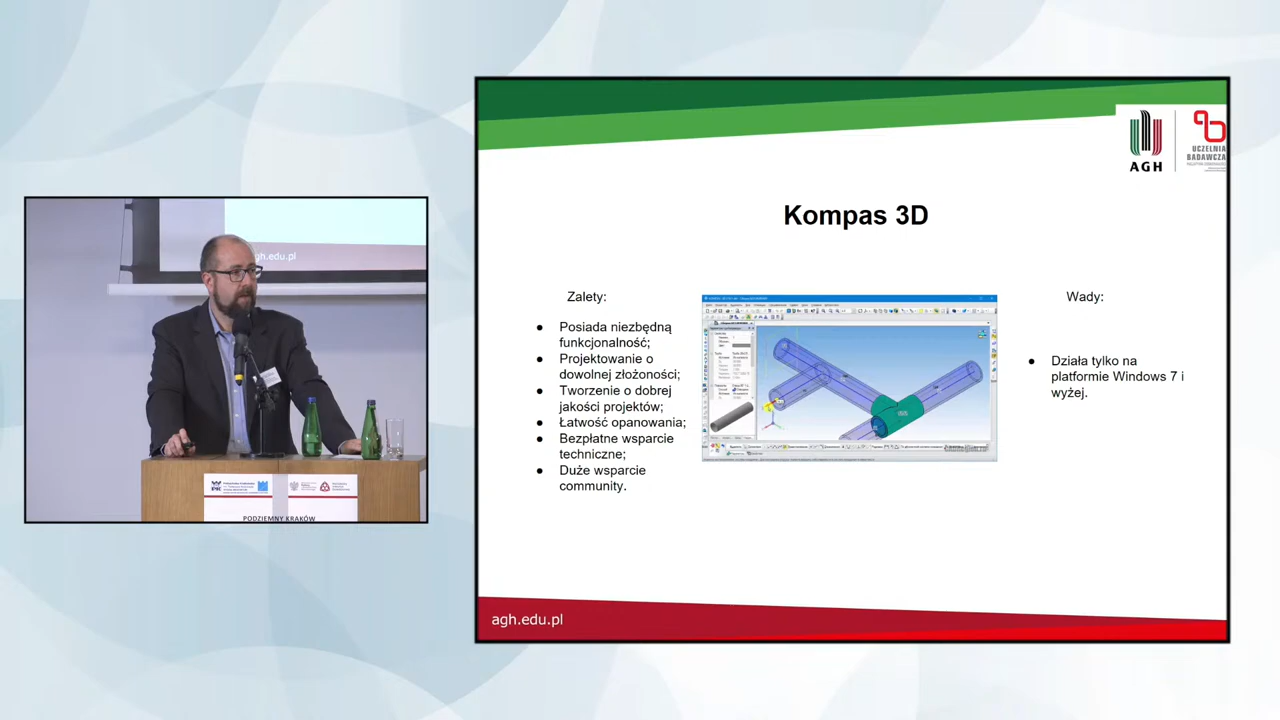 agh.edu.pl
PODZIEMNY KRAKÓW
AGH
UCZELNIA
BADAWCZA
Kompas 3D
Zalety:
● Posiada niezbędną
funkcjonalność;
● Projektowanie o
dowolnej złożoności;
● Tworzenie o dobrej
jakości projektów;
● Łatwość opanowania;
● Bezpłatne wsparcie
techniczne;
● Duże wsparcie
community.
Wady:
● Działa tylko na
platformie Windows 7 i
wyżej.
agh.edu.pl